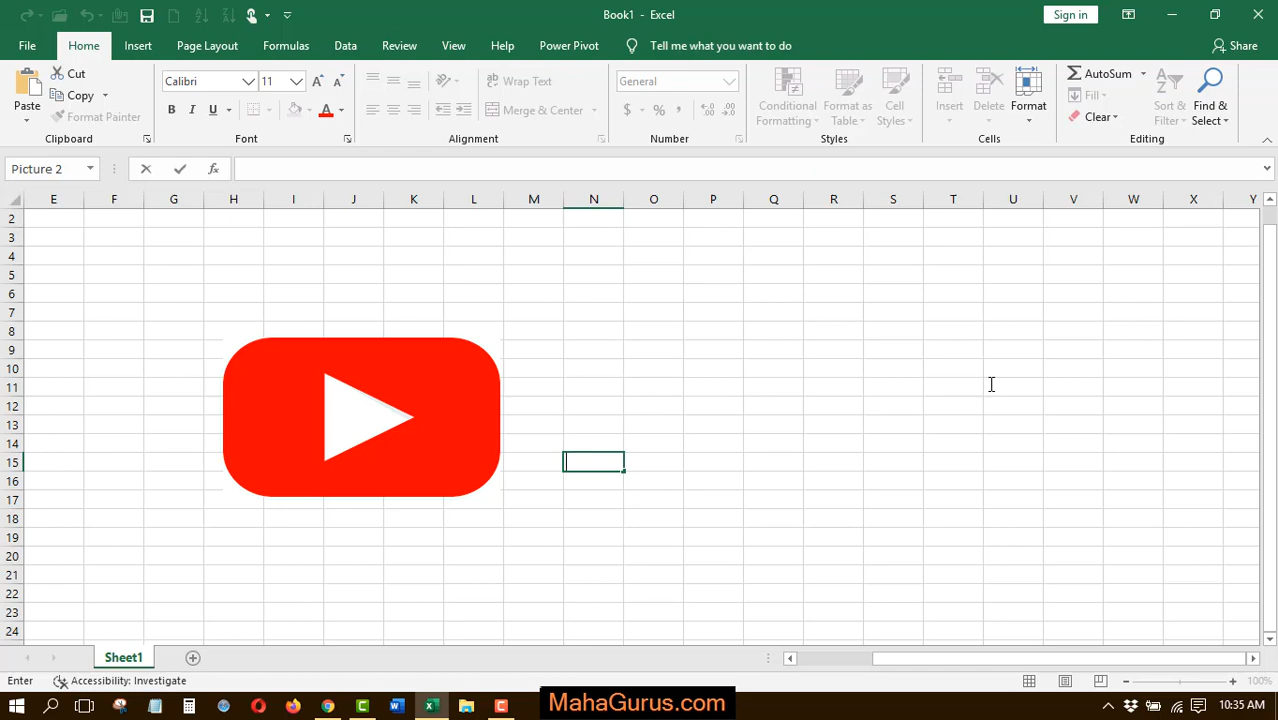 Book1 - Excel
Sign in
File Home Insert Page Layout Formulas Data Review View Help Power Pivot Tell me what you want to do Share
Paste
Cut
Copy
Format Painter
Clipboard
Calibri 11
B I U
Font
Wrap Text
Merge & Center
Alignment
General
$ % ,
Number
Conditional Formatting
Format as Table
Cell Styles
Styles
Insert Delete Format
Cells
AutoSum
Fill
Clear
Sort & Filter
Find & Select
Editing
Picture 2 fx
E F G H I J K L M N O P Q R S T U V W X Y
2
3
4
5
6
7
8
9
10
11
12
13
14
15
16
17
18
19
20
21
22
23
24
Sheet1
Enter Accessibility: Investigate 100%
MahaGurus.com
10:35 AM